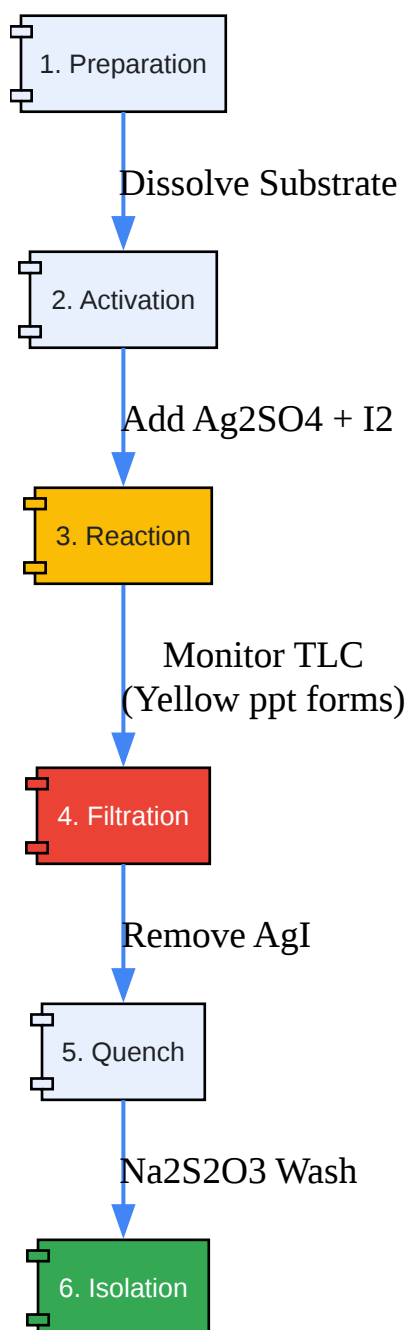 1. Preparation
Dissolve Substrate
2. Activation
Add Ag2SO4 + I2
3. Reaction
Monitor TLC
(Yellow ppt forms)
4. Filtration
Remove AgI
5. Quench
Na2S2O3 Wash
6. Isolation